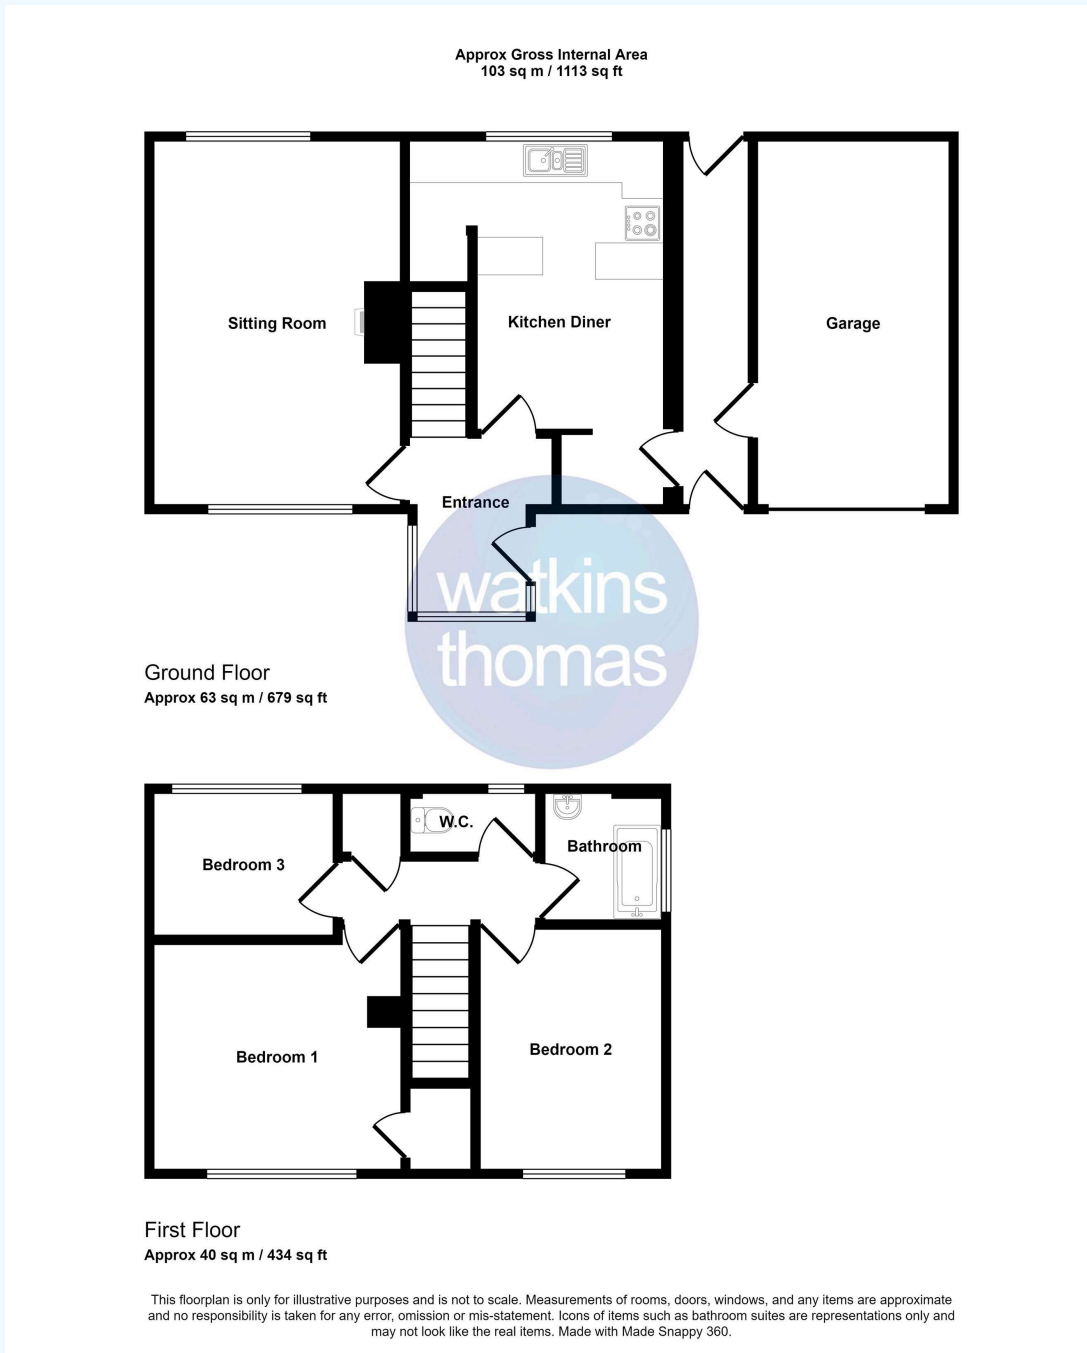 Approx Gross Internal Area
103 sq m / 1113 sq ft
Sitting Room
Kitchen Diner
Garage
Entrance
watkins
thomas
Ground Floor
Approx 63 sq m / 679 sq ft
W.C.
Bathroom
Bedroom 3
Bedroom 2
Bedroom 1
First Floor
Approx 40 sq m / 434 sq ft
This floorplan is only for illustrative purposes and is not to scale. Measurements of rooms, doors, windows, and any items are approximate
and no responsibility is taken for any error, omission or mis-statement. Icons of items such as bathroom suites are representations only and
may not look like the real items. Made with Made Snappy 360.